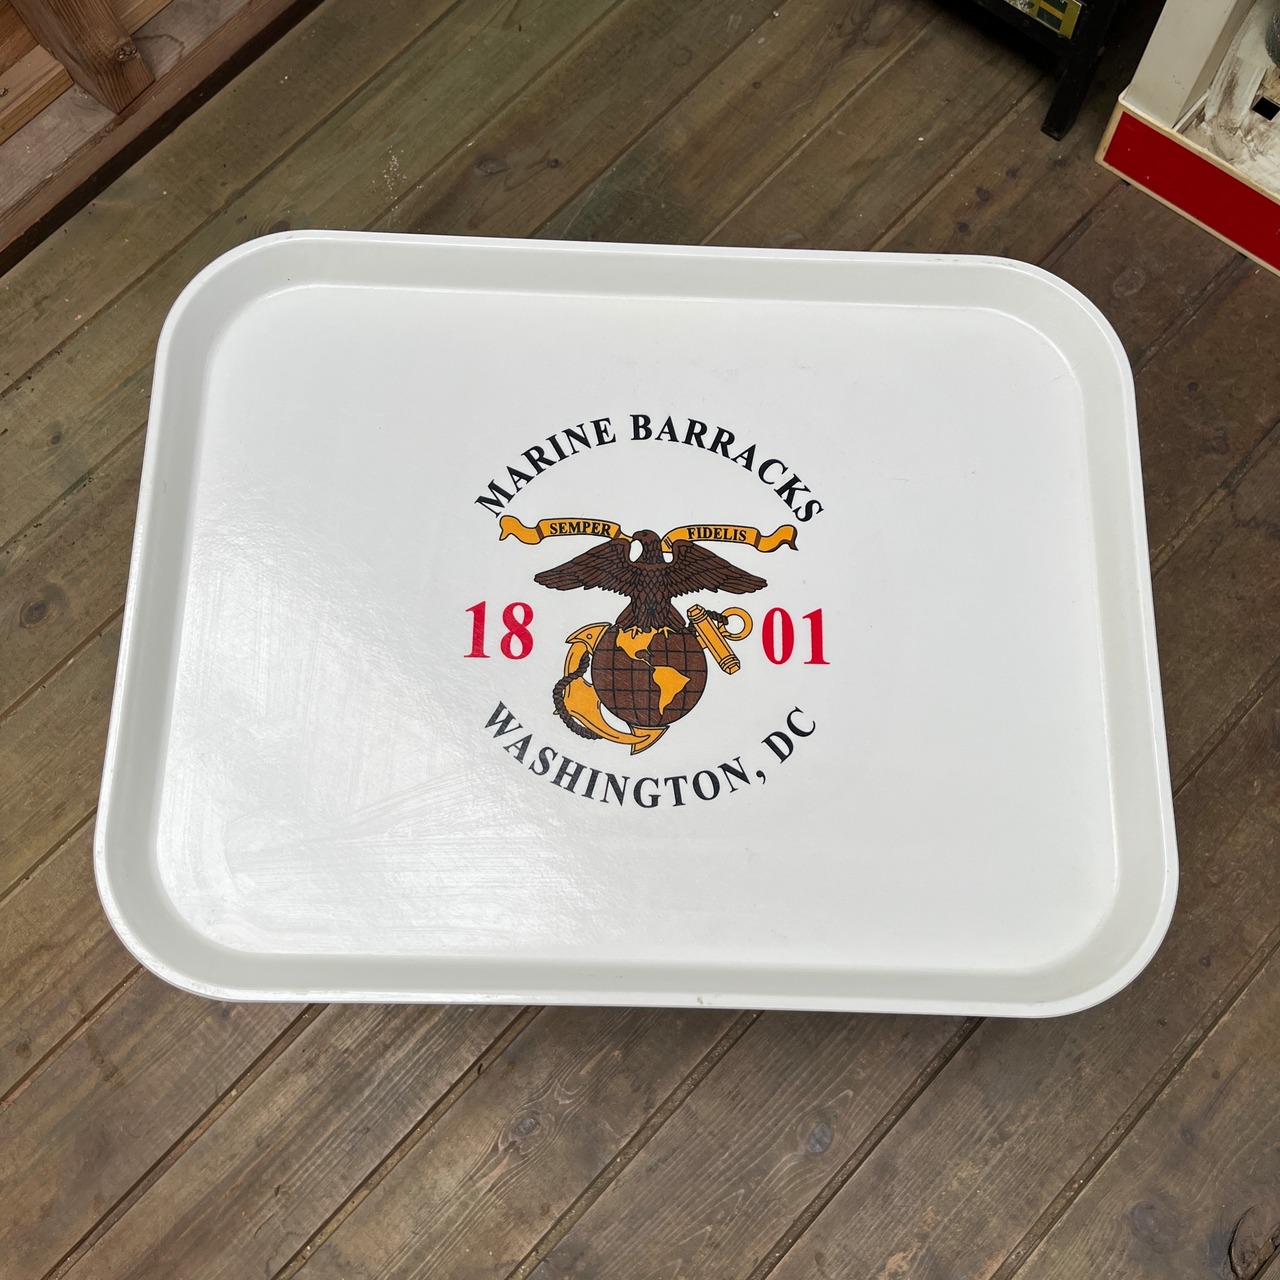 MARINE BARRACKS
SEMPER FIDELIS
18 01
WASHINGTON, DC